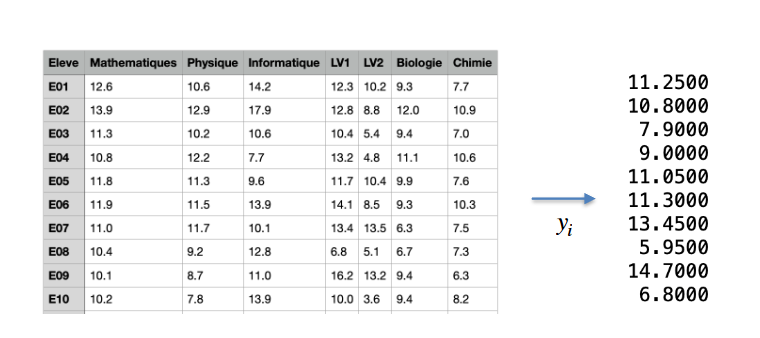 Eleve Mathematiques Physique Informatique LV1 LV2 Biologie Chimie
E01 12.6 10.6 14.2 12.3 10.2 9.3 7.7
E02 13.9 12.9 17.9 12.8 8.8 12.0 10.9
E03 11.3 10.2 10.6 10.4 5.4 9.4 7.0
E04 10.8 12.2 7.7 13.2 4.8 11.1 10.6
E05 11.8 11.3 9.6 11.7 10.4 9.9 7.6
E06 11.9 11.5 13.9 14.1 8.5 9.3 10.3
E07 11.0 11.7 10.1 13.4 13.5 6.3 7.5
E08 10.4 9.2 12.8 6.8 5.1 6.7 7.3
E09 10.1 8.7 11.0 16.2 13.2 9.4 6.3
E10 10.2 7.8 13.9 10.0 3.6 9.4 8.2
yi
11.2500
10.8000
7.9000
9.0000
11.0500
11.3000
13.4500
5.9500
14.7000
6.8000